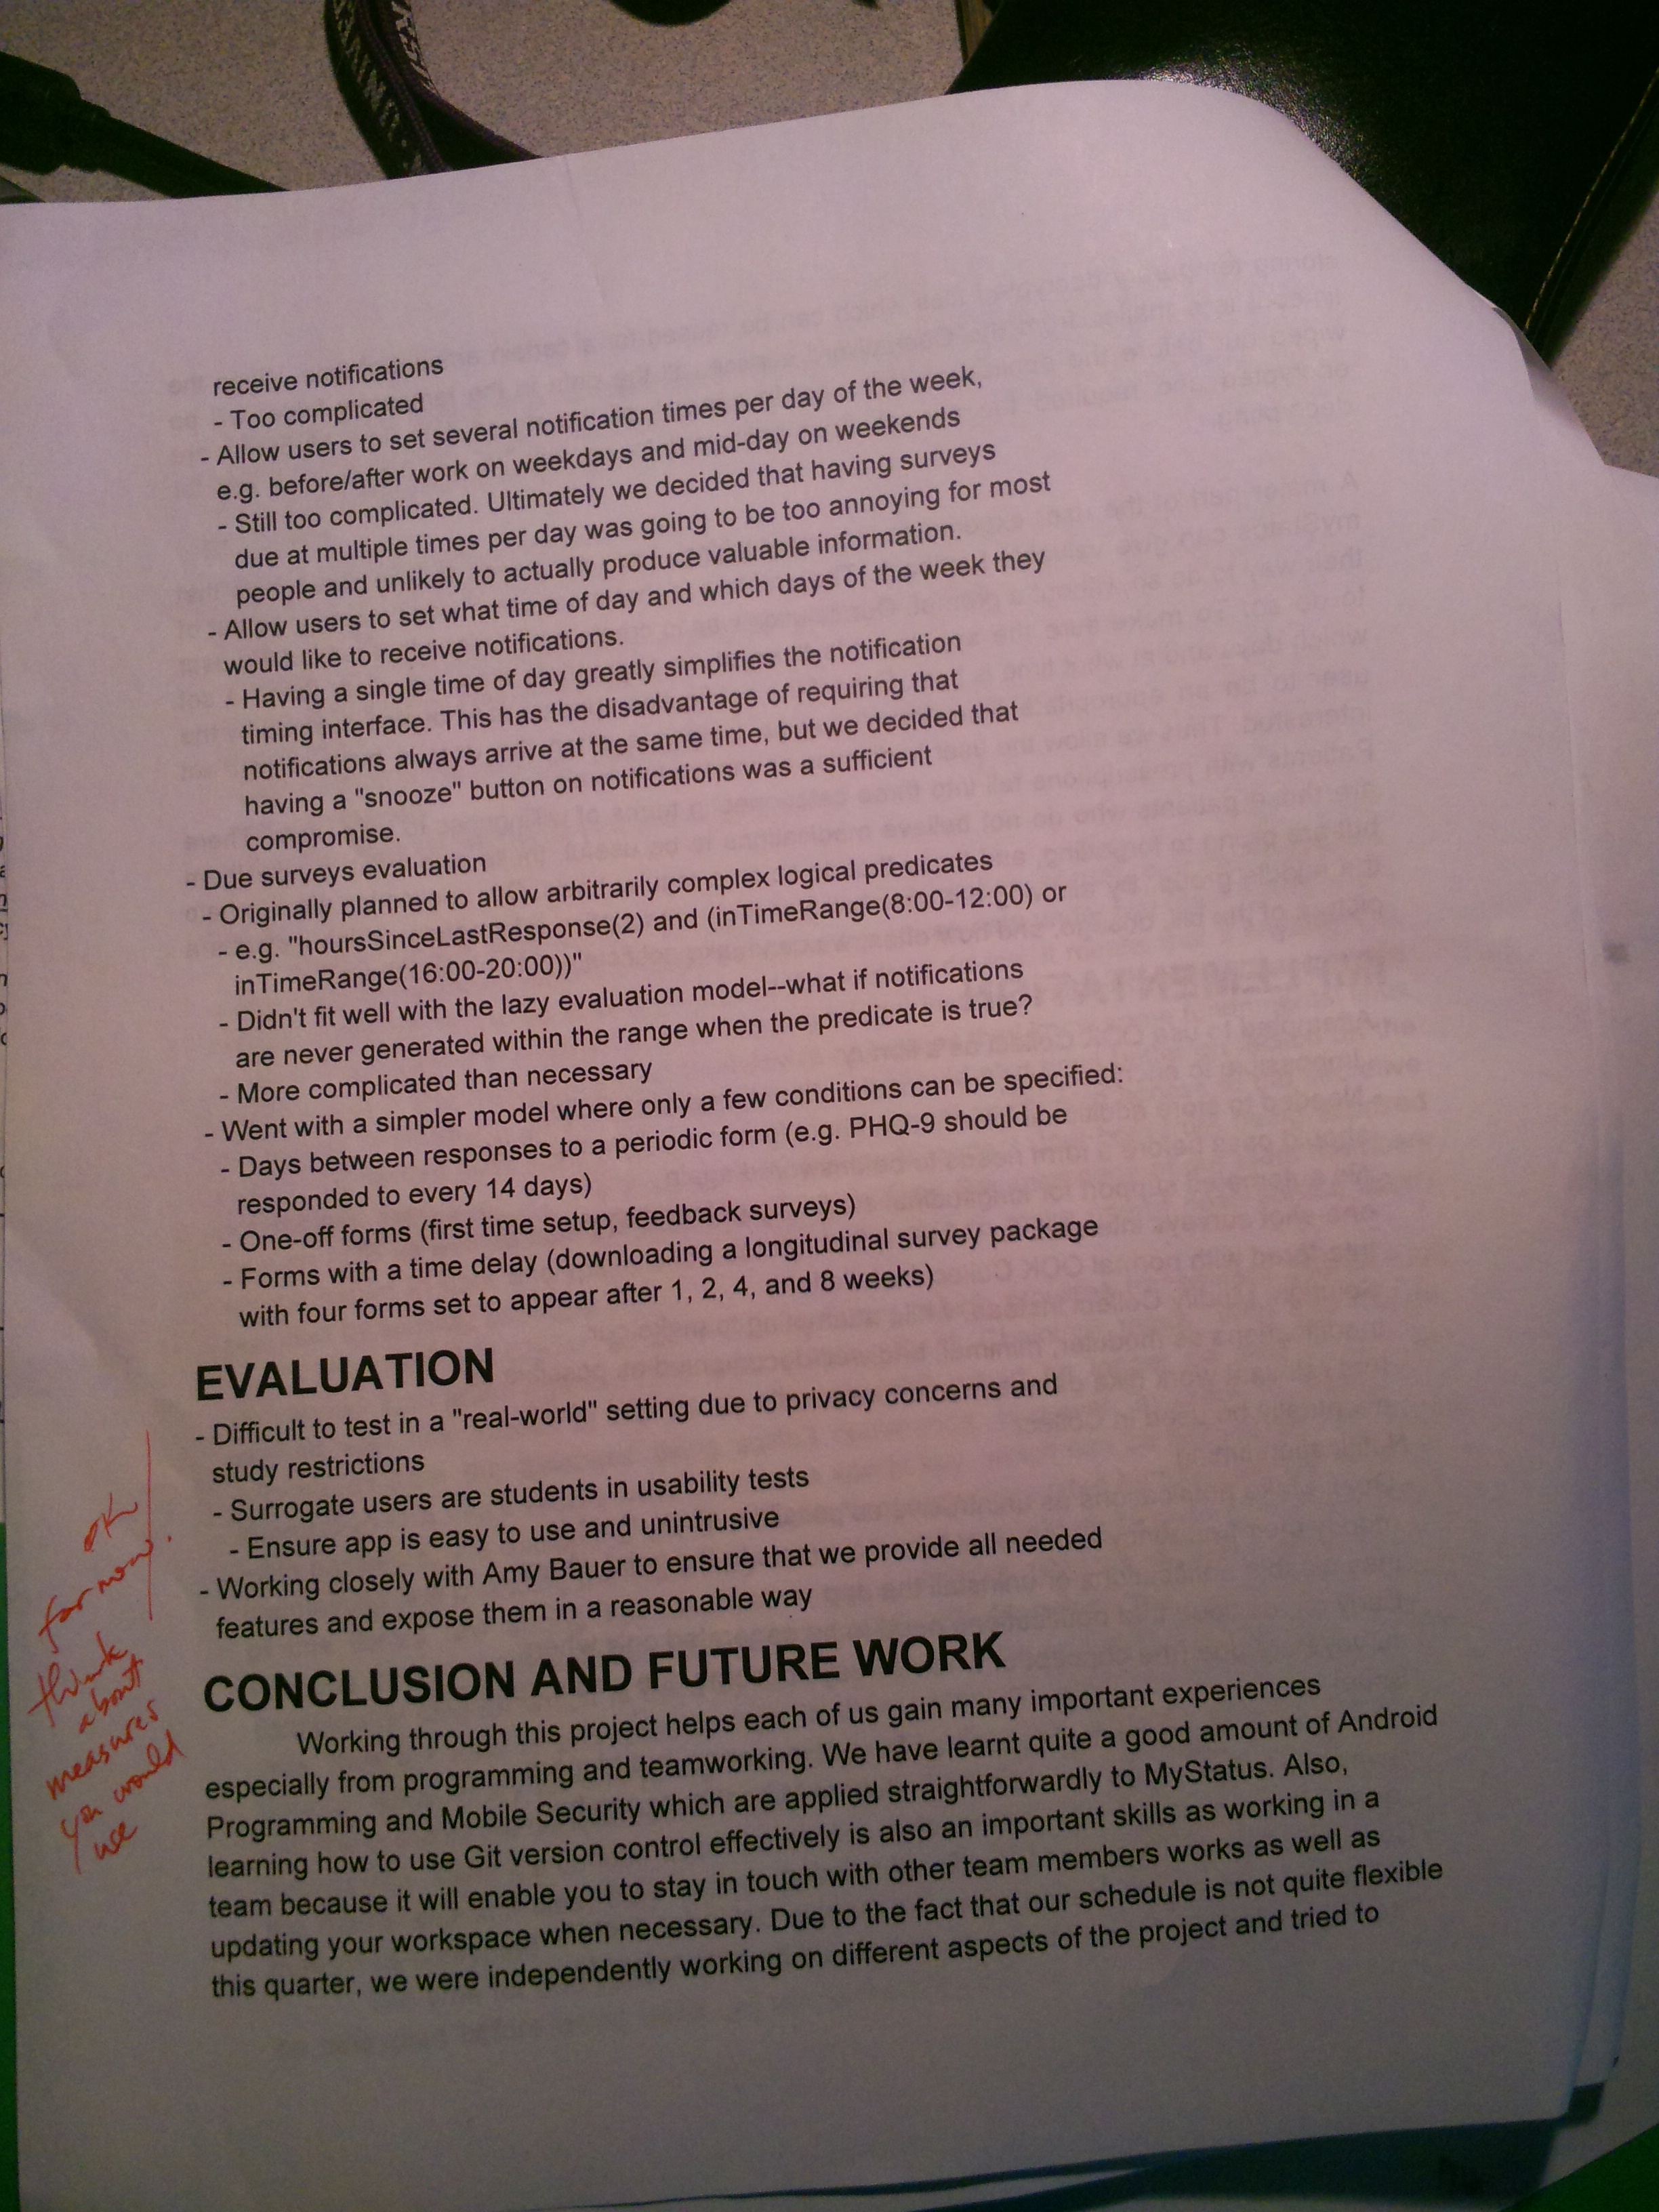 receive notifications
- Too complicated
- Allow users to set several notification times per day of the week,
e.g. before/after work on weekdays and mid-day on weekends
- Still too complicated. Ultimately we decided that having surveys
due at multiple times per day was going to be too annoying for most
people and unlikely to actually produce valuable information.
- Allow users to set what time of day and which days of the week they
would like to receive notifications.
- Having a single time of day greatly simplifies the notification
timing interface. This has the disadvantage of requiring that
notifications always arrive at the same time, but we decided that
having a "snooze" button on notifications was a sufficient
compromise.
- Due surveys evaluation
- Originally planned to allow arbitrarily complex logical predicates
- e.g. "hoursSinceLastResponse(2) and (inTimeRange(8:00-12:00) or
inTimeRange(16:00-20:00))"
- Didn't fit well with the lazy evaluation model--what if notifications
are never generated within the range when the predicate is true?
- More complicated than necessary
- Went with a simpler model where only a few conditions can be specified:
- Days between responses to a periodic form (e.g. PHQ-9 should be
responded to every 14 days)
- One-off forms (first time setup, feedback surveys)
- Forms with a time delay (downloading a longitudinal survey package
with four forms set to appear after 1, 2, 4, and 8 weeks)
EVALUATION
- Difficult to test in a "real-world" setting due to privacy concerns and
study restrictions
- Surrogate users are students in usability tests
- Ensure app is easy to use and unintrusive
- Working closely with Amy Bauer to ensure that we provide all needed
features and expose them in a reasonable way
OK
for now.
think
about
measures
you would
use
CONCLUSION AND FUTURE WORK
Working through this project helps each of us gain many important experiences
especially from programming and teamworking. We have learnt quite a good amount of Android
Programming and Mobile Security which are applied straightforwardly to MyStatus. Also,
learning how to use Git version control effectively is also an important skills as working in a
team because it will enable you to stay in touch with other team members works as well as
updating your workspace when necessary. Due to the fact that our schedule is not quite flexible
this quarter, we were independently working on different aspects of the project and tried to